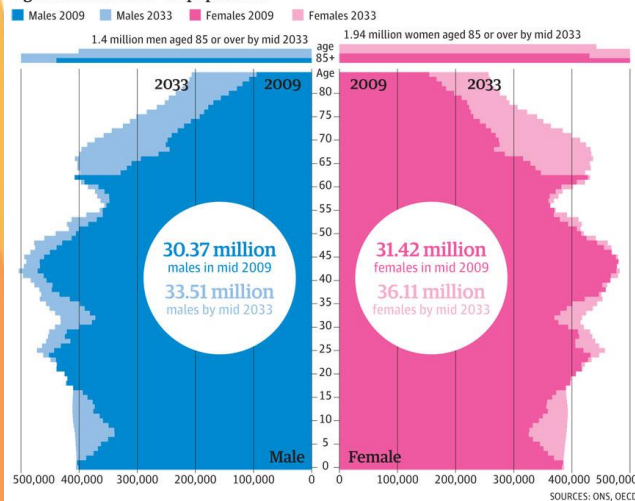 Males 2009 Males 2033 Females 2009 Females 2033
1.4 million men aged 85 or over by mid 2033
1.94 million women aged 85 or over by mid 2033
age
85+
Age
2033 2009
2009 2033
80
75
70
65
60
55
50
45
40
35
30
25
20
15
10
5
0
30.37 million
males in mid 2009
33.51 million
males by mid 2033
31.42 million
females in mid 2009
36.11 million
females by mid 2033
Male
Female
500,000 400,000 300,000 200,000 100,000 0
0 100,000 200,000 300,000 400,000
SOURCES: ONS,